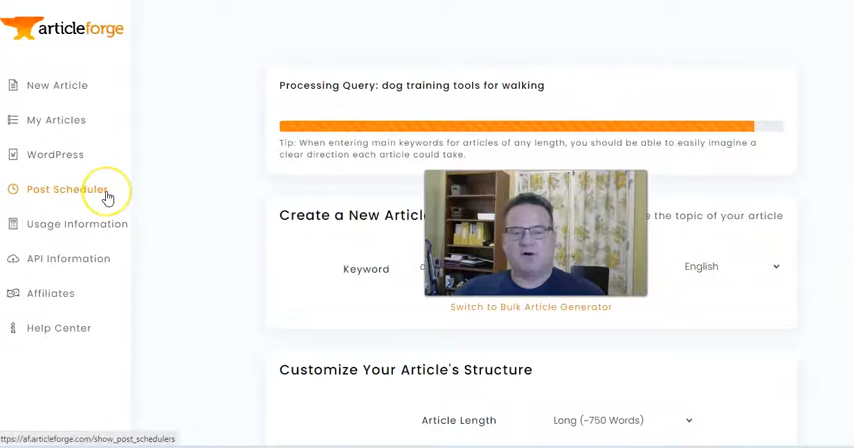 articleforge
New Article
My Articles
WordPress
Post Scheduler
Usage Information
API Information
Affiliates
Help Center
Processing Query: dog training tools for walking
Tip: When entering main keywords for articles of any length, you should be able to easily imagine a
clear direction each article could take.
Create a New Artic
e the topic of your article
Keyword
English
Switch to Bulk Article Generator
Customize Your Article's Structure
Article Length Long (~750 Words)
ttps://af.articleforge.com/show_post_schedulers